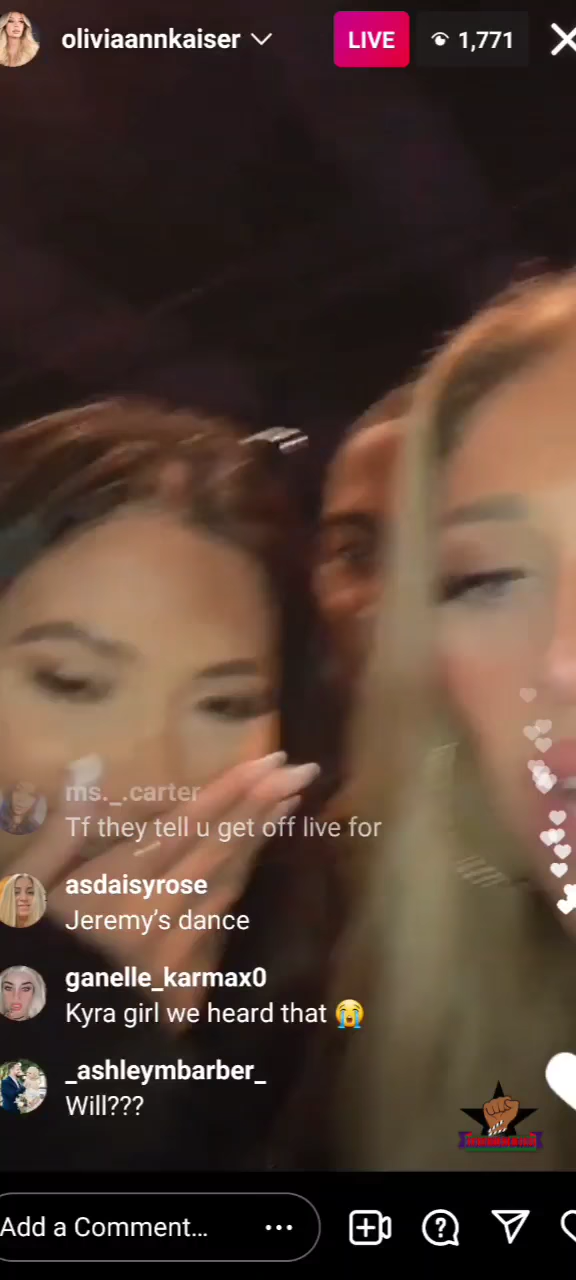 oliviaannkaiser
LIVE
1,771
ms._.carter
Tf they tell u get off live for
asdaisyrose
Jeremy’s dance
ganelle_karmax0
Kyra girl we heard that 😭
_ashleymbarber_
Will???
Add a Comment...